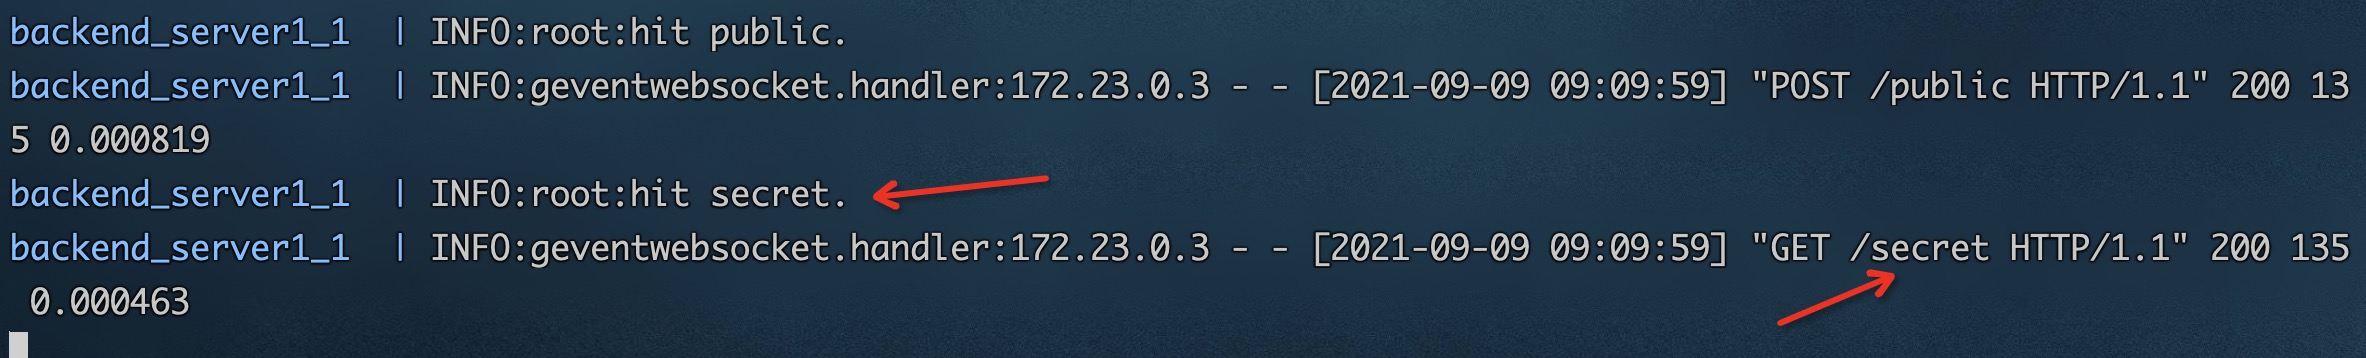 backend_server1_1  | INFO:root:hit public.
backend_server1_1  | INFO:geventwebsocket.handler:172.23.0.3 - - [2021-09-09 09:09:59] "POST /public HTTP/1.1" 200 13
5 0.000819
backend_server1_1  | INFO:root:hit secret.
backend_server1_1  | INFO:geventwebsocket.handler:172.23.0.3 - - [2021-09-09 09:09:59] "GET /secret HTTP/1.1" 200 135
 0.000463